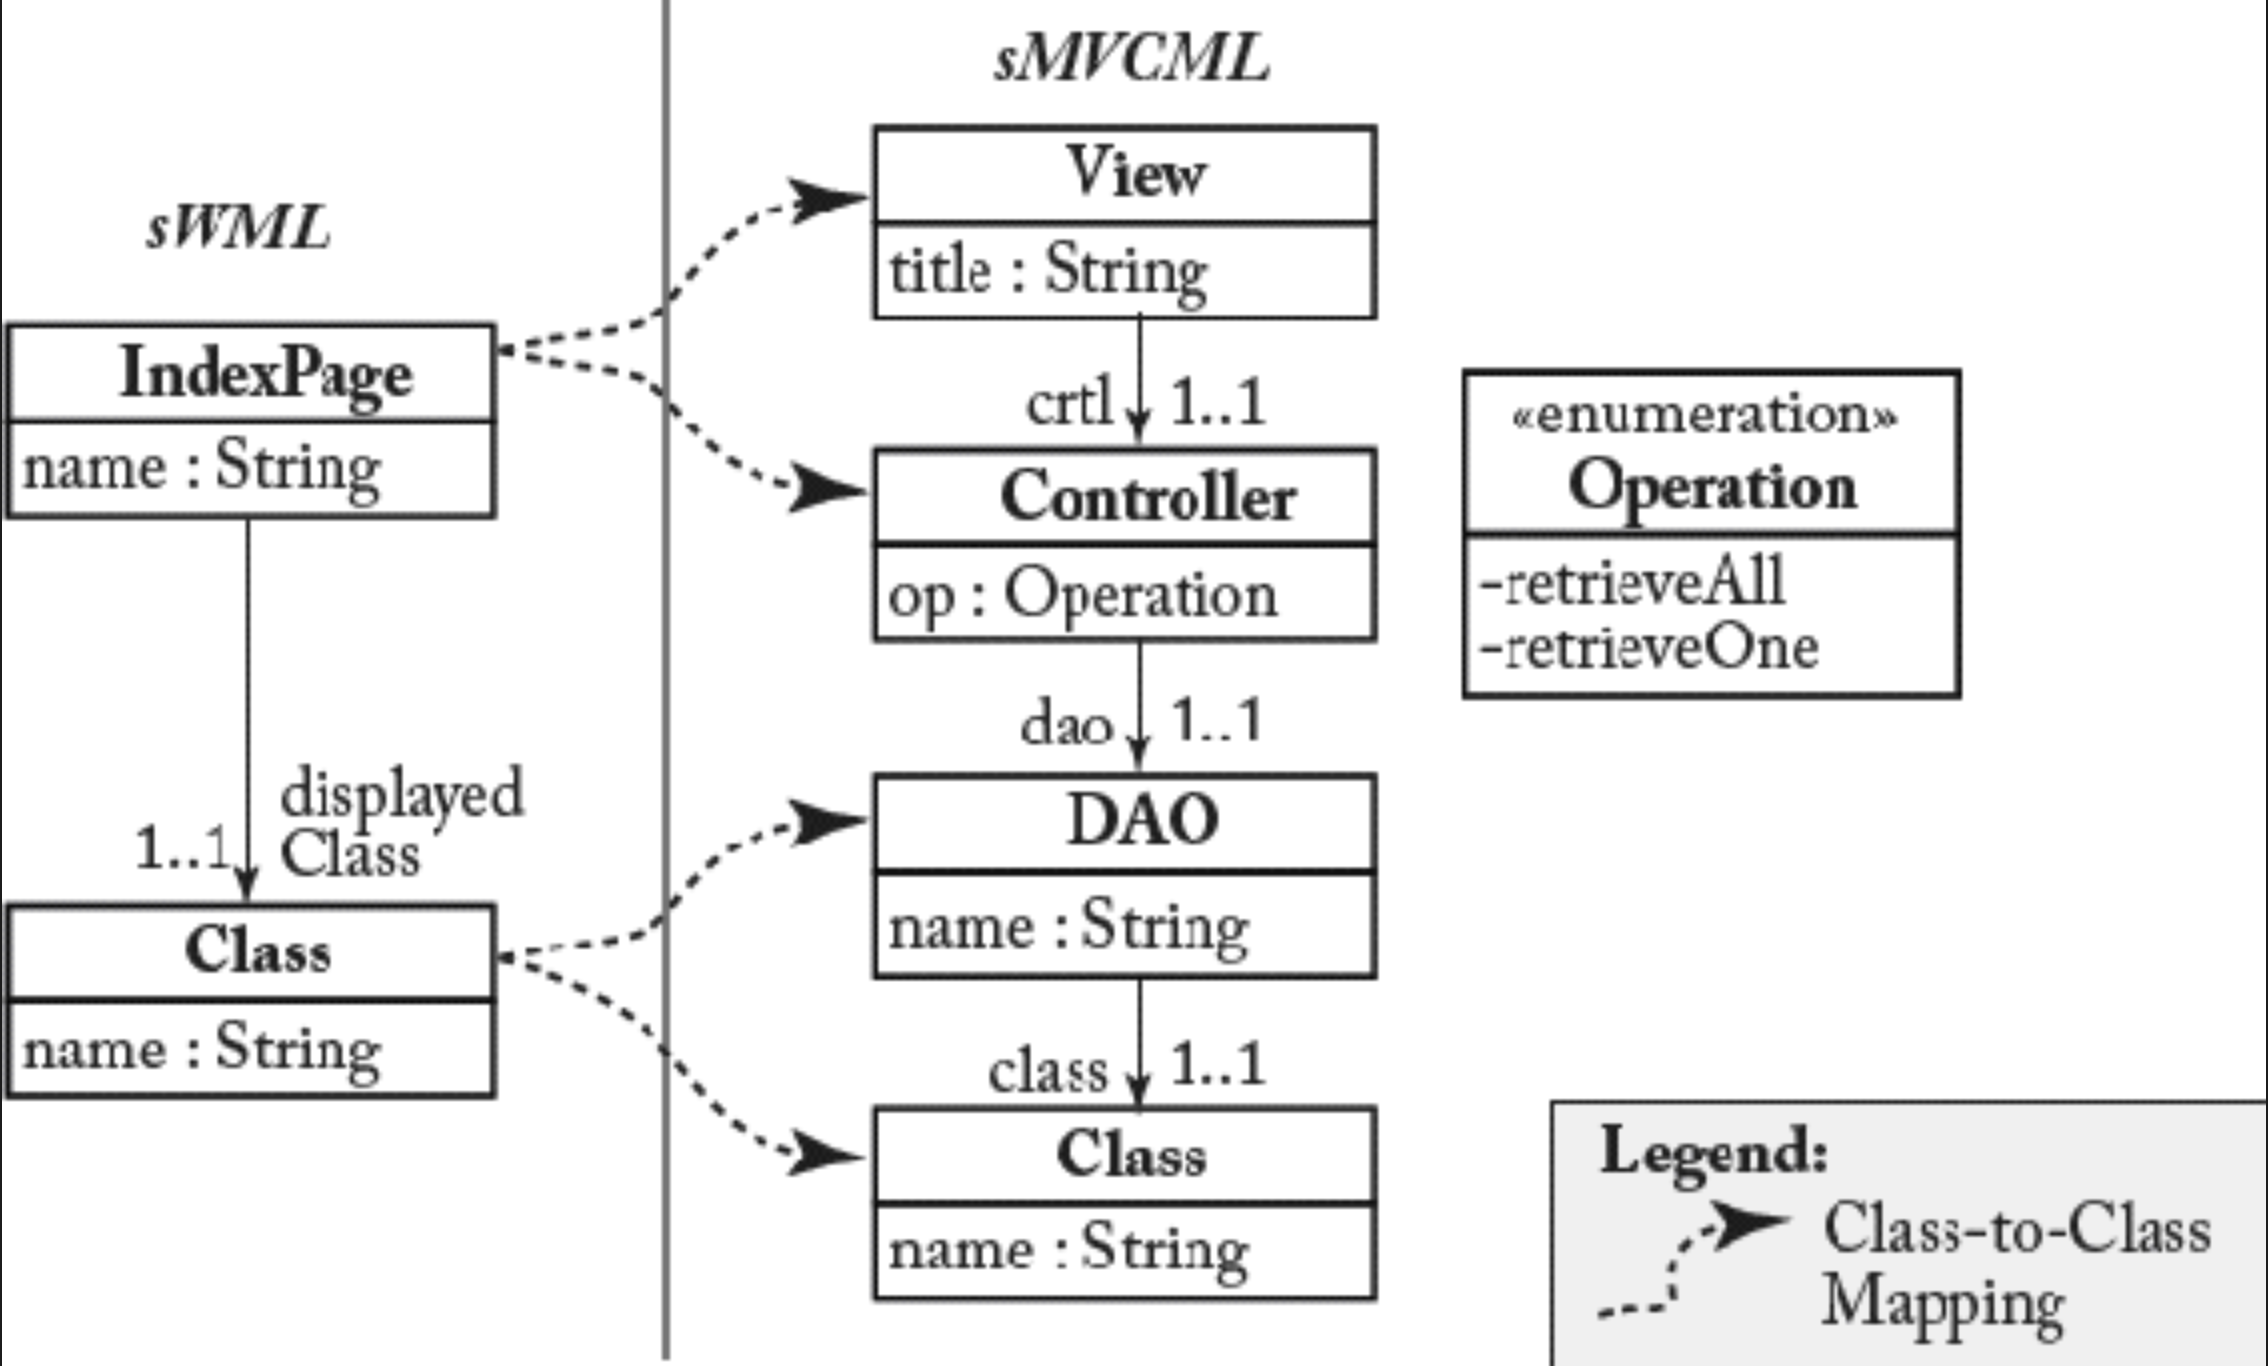 sWML
IndexPage
name : String
displayed
Class
1..1
Class
name : String
sMVCML
View
title : String
crtl 1..1
Controller
op : Operation
dao 1..1
DAO
name : String
class 1..1
Class
name : String
«enumeration»
Operation
-retrieveAll
-retrieveOne
Legend:
Class-to-Class
Mapping